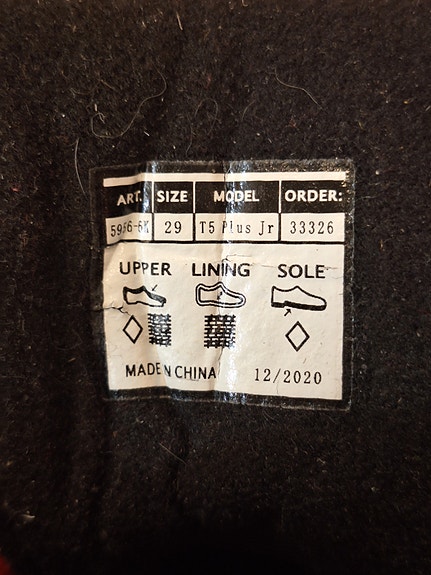 ART. SIZE MODEL ORDER:
29 T5 Plus Jr 33326
UPPER LINING SOLE
MADE IN CHINA 12/2020